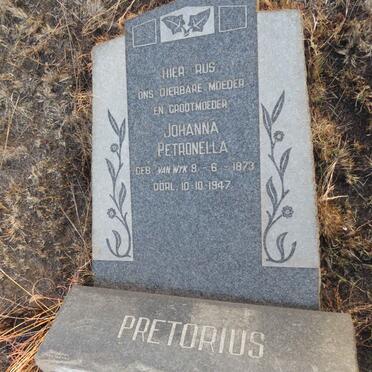 HIER RUS
ONS DIERBARE MOEDER
EN GROOTMOEDER
JOHANNA
PETRONELLA
GEB. VAN WYK 9-6-1873
OORL. 10-10-1947
PRETORIUS